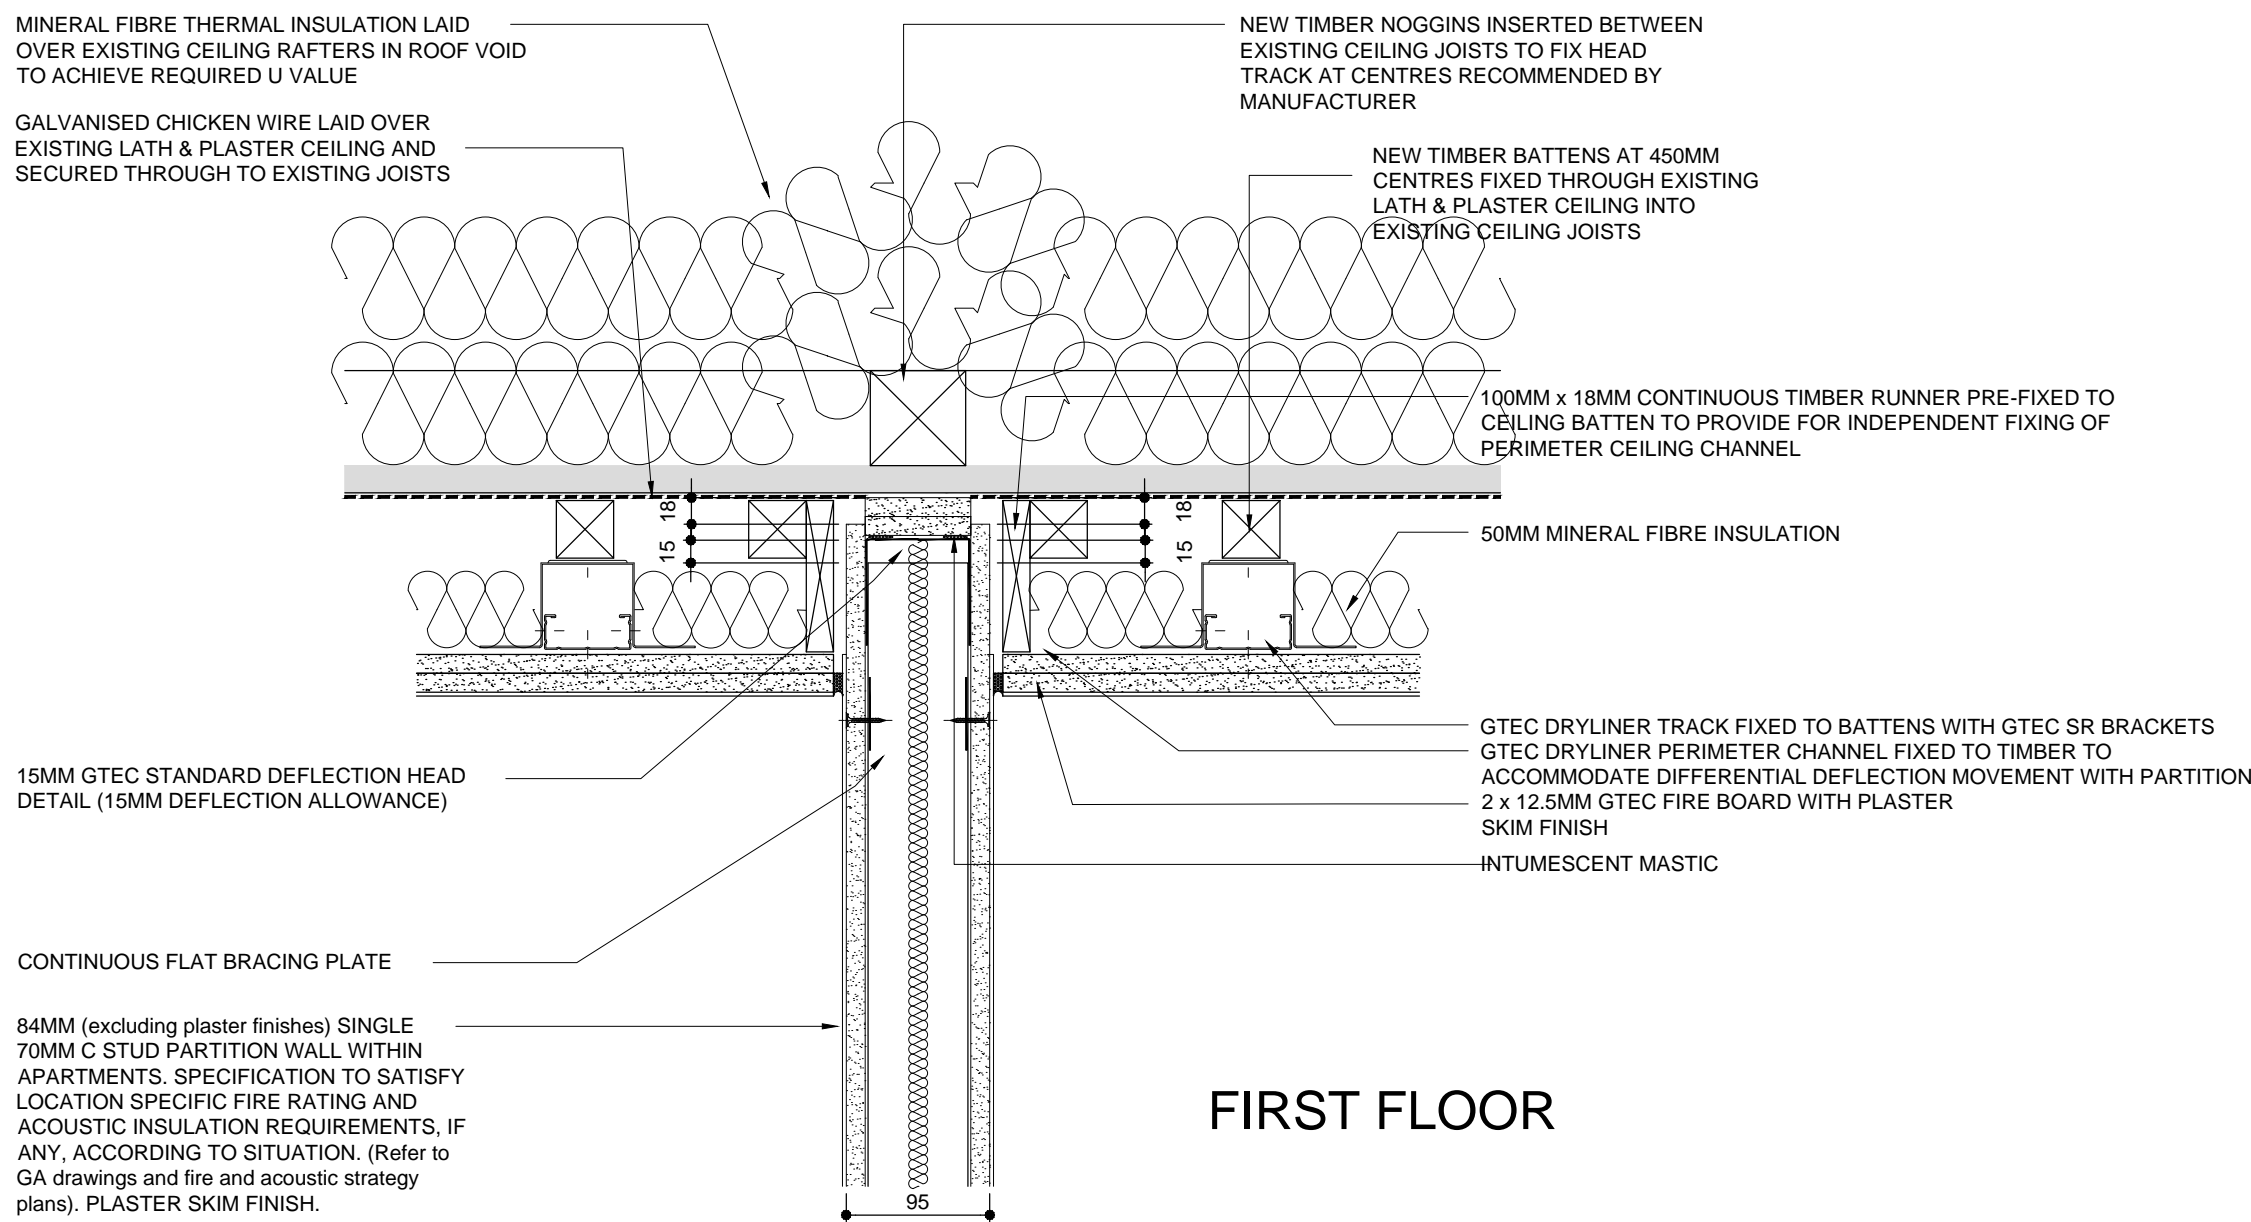 MINERAL FIBRE THERMAL INSULATION LAID
OVER EXISTING CEILING RAFTERS IN ROOF VOID
TO ACHIEVE REQUIRED U VALUE
GALVANISED CHICKEN WIRE LAID OVER
EXISTING LATH & PLASTER CEILING AND
SECURED THROUGH TO EXISTING JOISTS
NEW TIMBER NOGGINS INSERTED BETWEEN
EXISTING CEILING JOISTS TO FIX HEAD
TRACK AT CENTRES RECOMMENDED BY
MANUFACTURER
NEW TIMBER BATTENS AT 450MM
CENTRES FIXED THROUGH EXISTING
LATH & PLASTER CEILING INTO
EXISTING CEILING JOISTS
100MM x 18MM CONTINUOUS TIMBER RUNNER PRE-FIXED TO
CEILING BATTEN TO PROVIDE FOR INDEPENDENT FIXING OF
PERIMETER CEILING CHANNEL
18
15
18
15
50MM MINERAL FIBRE INSULATION
GTEC DRYLINER TRACK FIXED TO BATTENS WITH GTEC SR BRACKETS
GTEC DRYLINER PERIMETER CHANNEL FIXED TO TIMBER TO
ACCOMMODATE DIFFERENTIAL DEFLECTION MOVEMENT WITH PARTITION
2 x 12.5MM GTEC FIRE BOARD WITH PLASTER
SKIM FINISH
INTUMESCENT MASTIC
15MM GTEC STANDARD DEFLECTION HEAD
DETAIL (15MM DEFLECTION ALLOWANCE)
CONTINUOUS FLAT BRACING PLATE
84MM (excluding plaster finishes) SINGLE
70MM C STUD PARTITION WALL WITHIN
APARTMENTS. SPECIFICATION TO SATISFY
LOCATION SPECIFIC FIRE RATING AND
ACOUSTIC INSULATION REQUIREMENTS, IF
ANY, ACCORDING TO SITUATION. (Refer to
GA drawings and fire and acoustic strategy
plans). PLASTER SKIM FINISH.
FIRST FLOOR
95